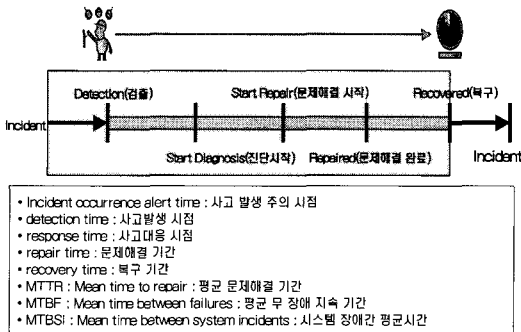 Detection(검출)
Start Repair(문제해결 시작)
Recovered(복구)
Incident
Start Diagnosis(진단시작)
Repaired(문제해결 완료)
Incident
• Incident occurrence alert time : 사고 발생 주의 시점
• detection time : 사고발생 시점
• response time : 사고대응 시점
• repair time : 문제해결 기간
• recovery time : 복구 기간
• MTTR : Mean time to repair : 평균 문제해결 기간
• MTBF : Mean time between failures : 평균 무 장애 지속 기간
• MTBSI : Mean time between system incidents : 시스템 장애간 평균시간